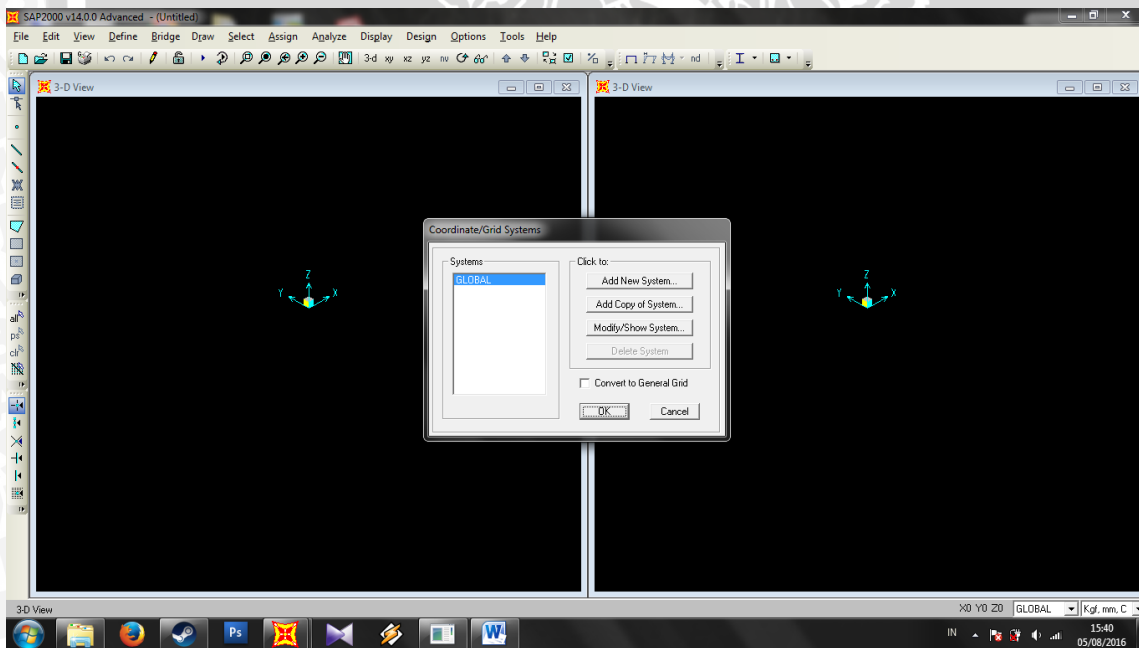 SAP2000 v14.0.0 Advanced - (Untitled)
File Edit View Define Bridge Draw Select Assign Analyze Display Design Options Tools Help
3-d xy xz yz nv nd
3-D View
3-D View
all
ps
clr
Z
Y X
Z
Y X
Coordinate/Grid Systems
Systems
GLOBAL
Click to:
Add New System...
Add Copy of System...
Modify/Show System...
Delete System
Convert to General Grid
OK Cancel
3-D View X0 Y0 Z0 GLOBAL Kgf, mm, C
Ps W IN 15:40
05/08/2016